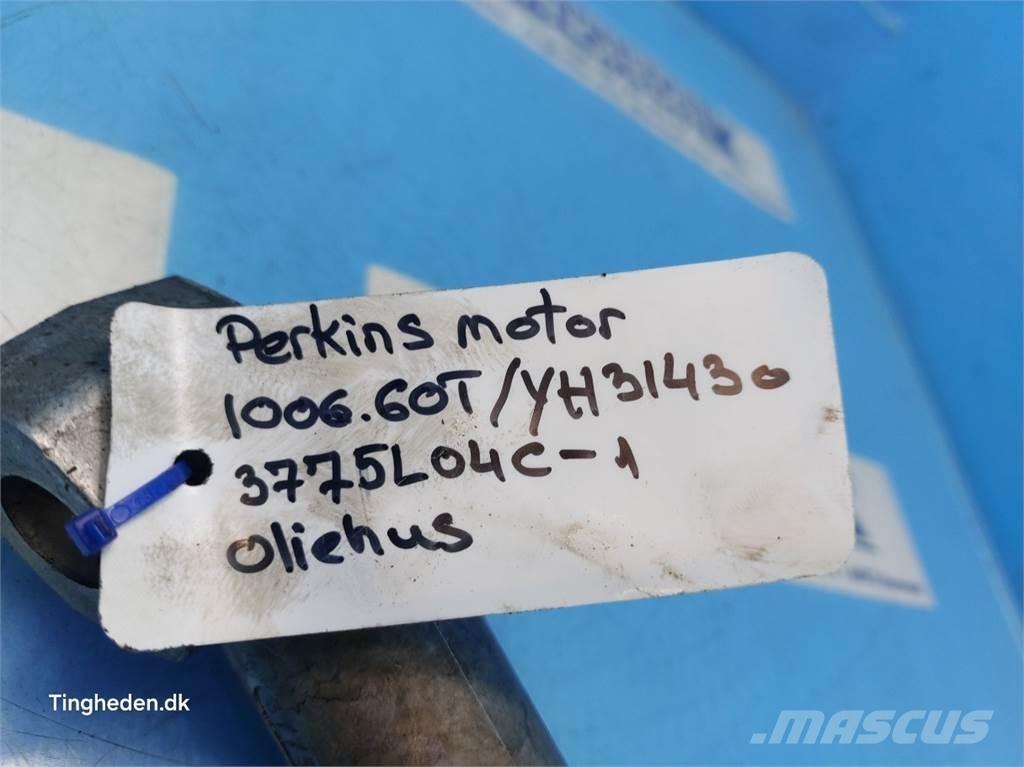 Perkins motor
1006.60T/YH31430
3775L04C-1
oliehus
Tingheden.dk
MASCUS